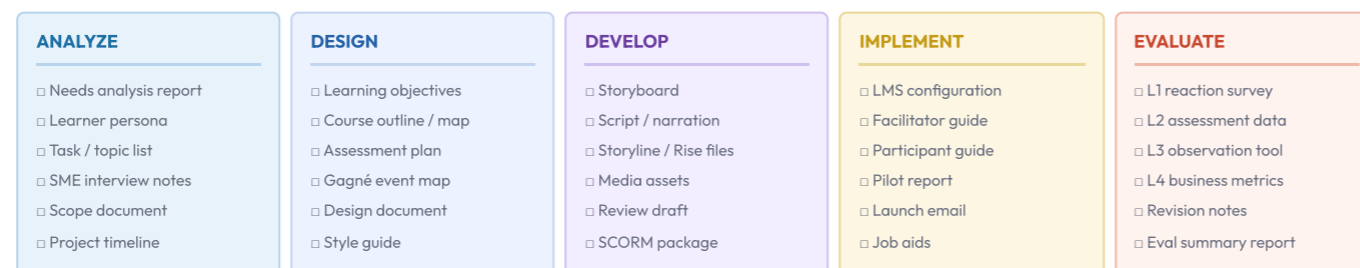 ANALYZE
□ Needs analysis report
□ Learner persona
□ Task / topic list
□ SME interview notes
□ Scope document
□ Project timeline
DESIGN
□ Learning objectives
□ Course outline / map
□ Assessment plan
□ Gagné event map
□ Design document
□ Style guide
DEVELOP
□ Storyboard
□ Script / narration
□ Storyline / Rise files
□ Media assets
□ Review draft
□ SCORM package
IMPLEMENT
□ LMS configuration
□ Facilitator guide
□ Participant guide
□ Pilot report
□ Launch email
□ Job aids
EVALUATE
□ L1 reaction survey
□ L2 assessment data
□ L3 observation tool
□ L4 business metrics
□ Revision notes
□ Eval summary report